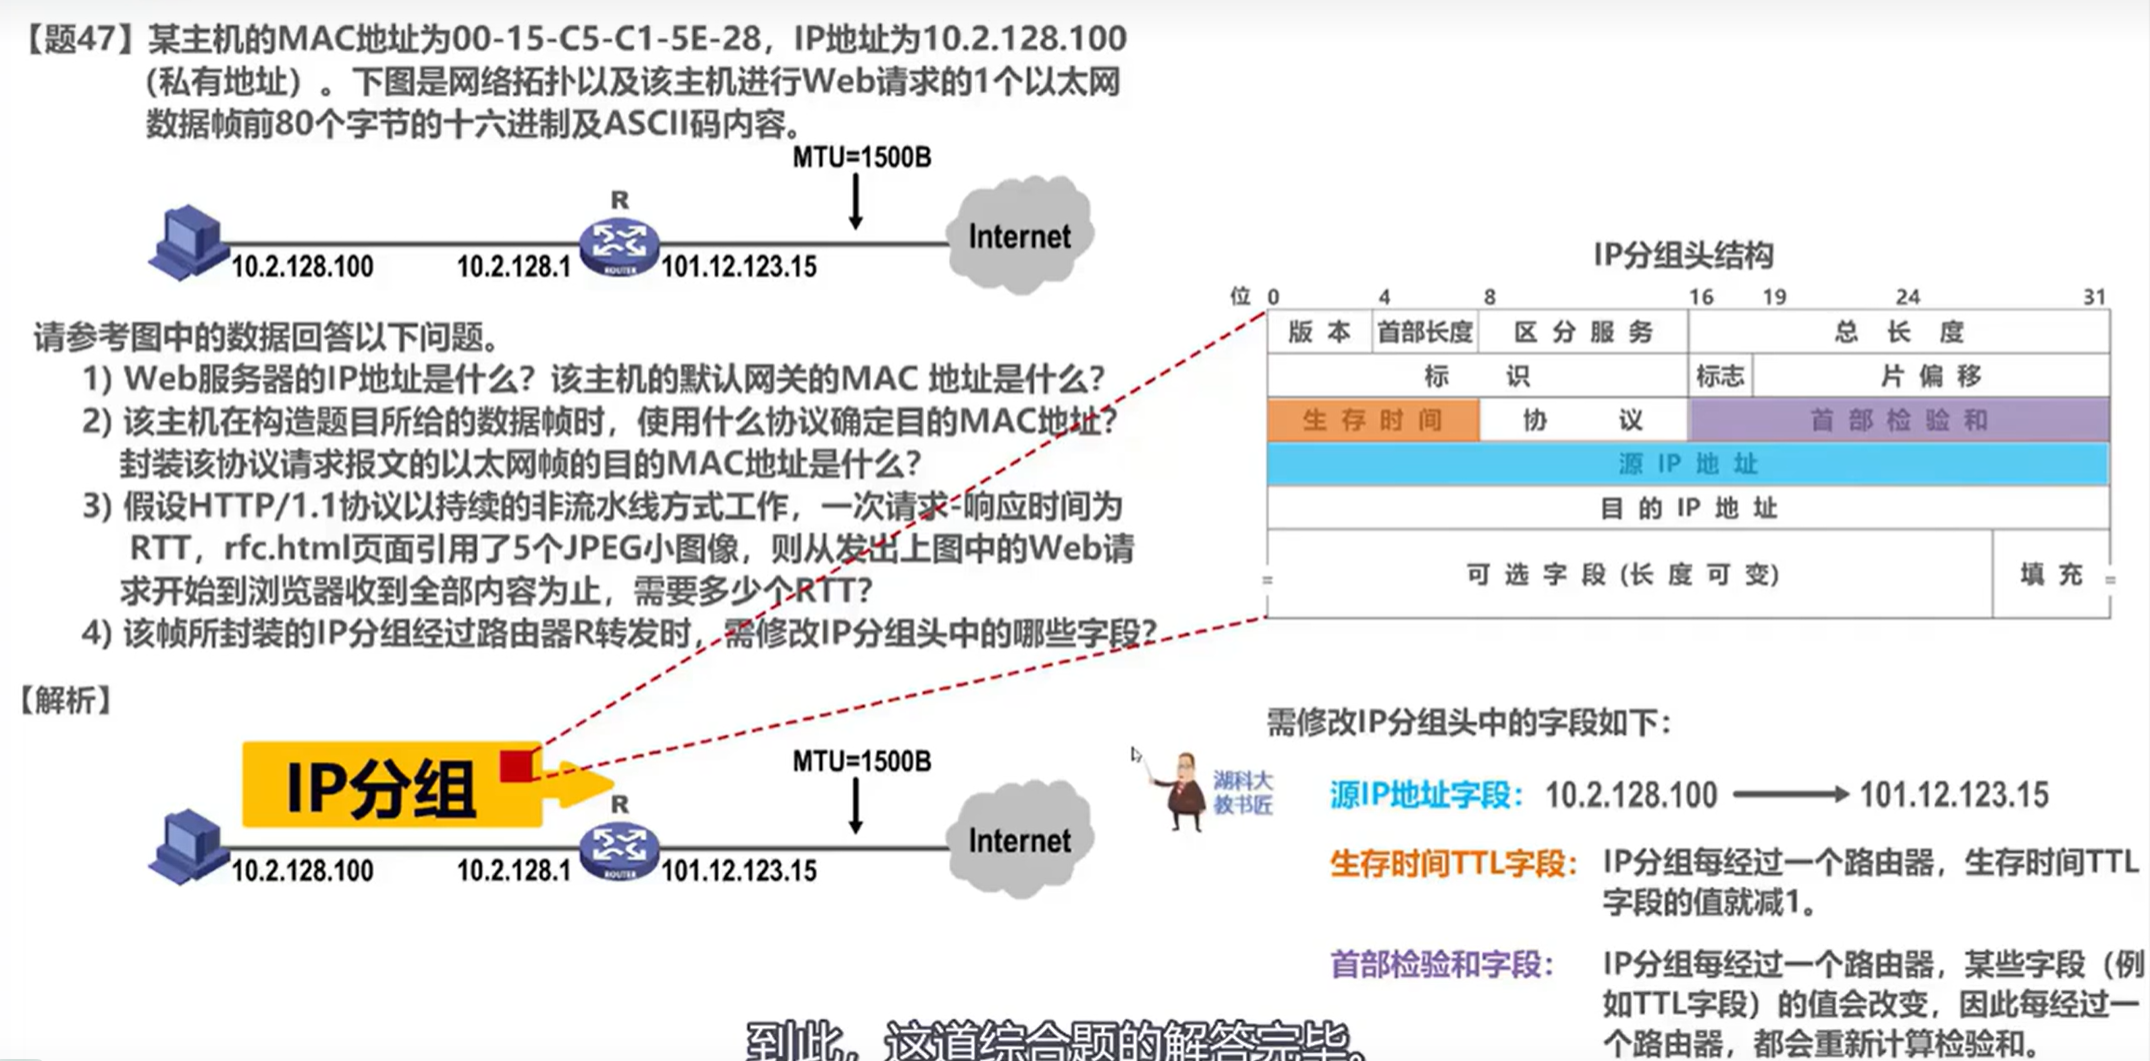 【题47】某主机的MAC地址为00-15-C5-C1-5E-28，IP地址为10.2.128.100
(私有地址）。下图是网络拓扑以及该主机进行Web请求的1个以太网
数据帧前80个字节的十六进制及ASCII码内容。
MTU=1500B
R
Internet
ROUTER
10.2.128.100
10.2.128.1
101.12.123.15
请参考图中的数据回答以下问题。
1) Web服务器的IP地址是什么？该主机的默认网关的MAC 地址是什么？
2) 该主机在构造题目所给的数据帧时，使用什么协议确定目的MAC地址？
封装该协议请求报文的以太网帧的目的MAC地址是什么？
3) 假设HTTP/1.1协议以持续的非流水线方式工作，一次请求-响应时间为
RTT，rfc.html页面引用了5个JPEG小图像，则从发出上图中的Web请
求开始到浏览器收到全部内容为止，需要多少个RTT？
4) 该帧所封装的IP分组经过路由器R转发时，需修改IP分组头中的哪些字段？
【解析】
IP分组
MTU=1500B
R
Internet
ROUTER
10.2.128.100
10.2.128.1
101.12.123.15
IP分组头结构
位 0 4 8 16 19 24 31
版 本 首部长度 区 分 服 务 总 长 度
标 识 标志 片 偏 移
生 存 时 间 协 议 首 部 检 验 和
源 IP 地 址
目 的 IP 地 址
可 选 字 段 (长 度 可 变) 填 充
湖科大
教书匠
需修改IP分组头中的字段如下：
源IP地址字段： 10.2.128.100 101.12.123.15
生存时间TTL字段： IP分组每经过一个路由器，生存时间TTL
字段的值就减1。
首部检验和字段： IP分组每经过一个路由器，某些字段（例
如TTL字段）的值会改变，因此每经过一
个路由器，都会重新计算检验和。
到此，这道综合题的解答完毕。